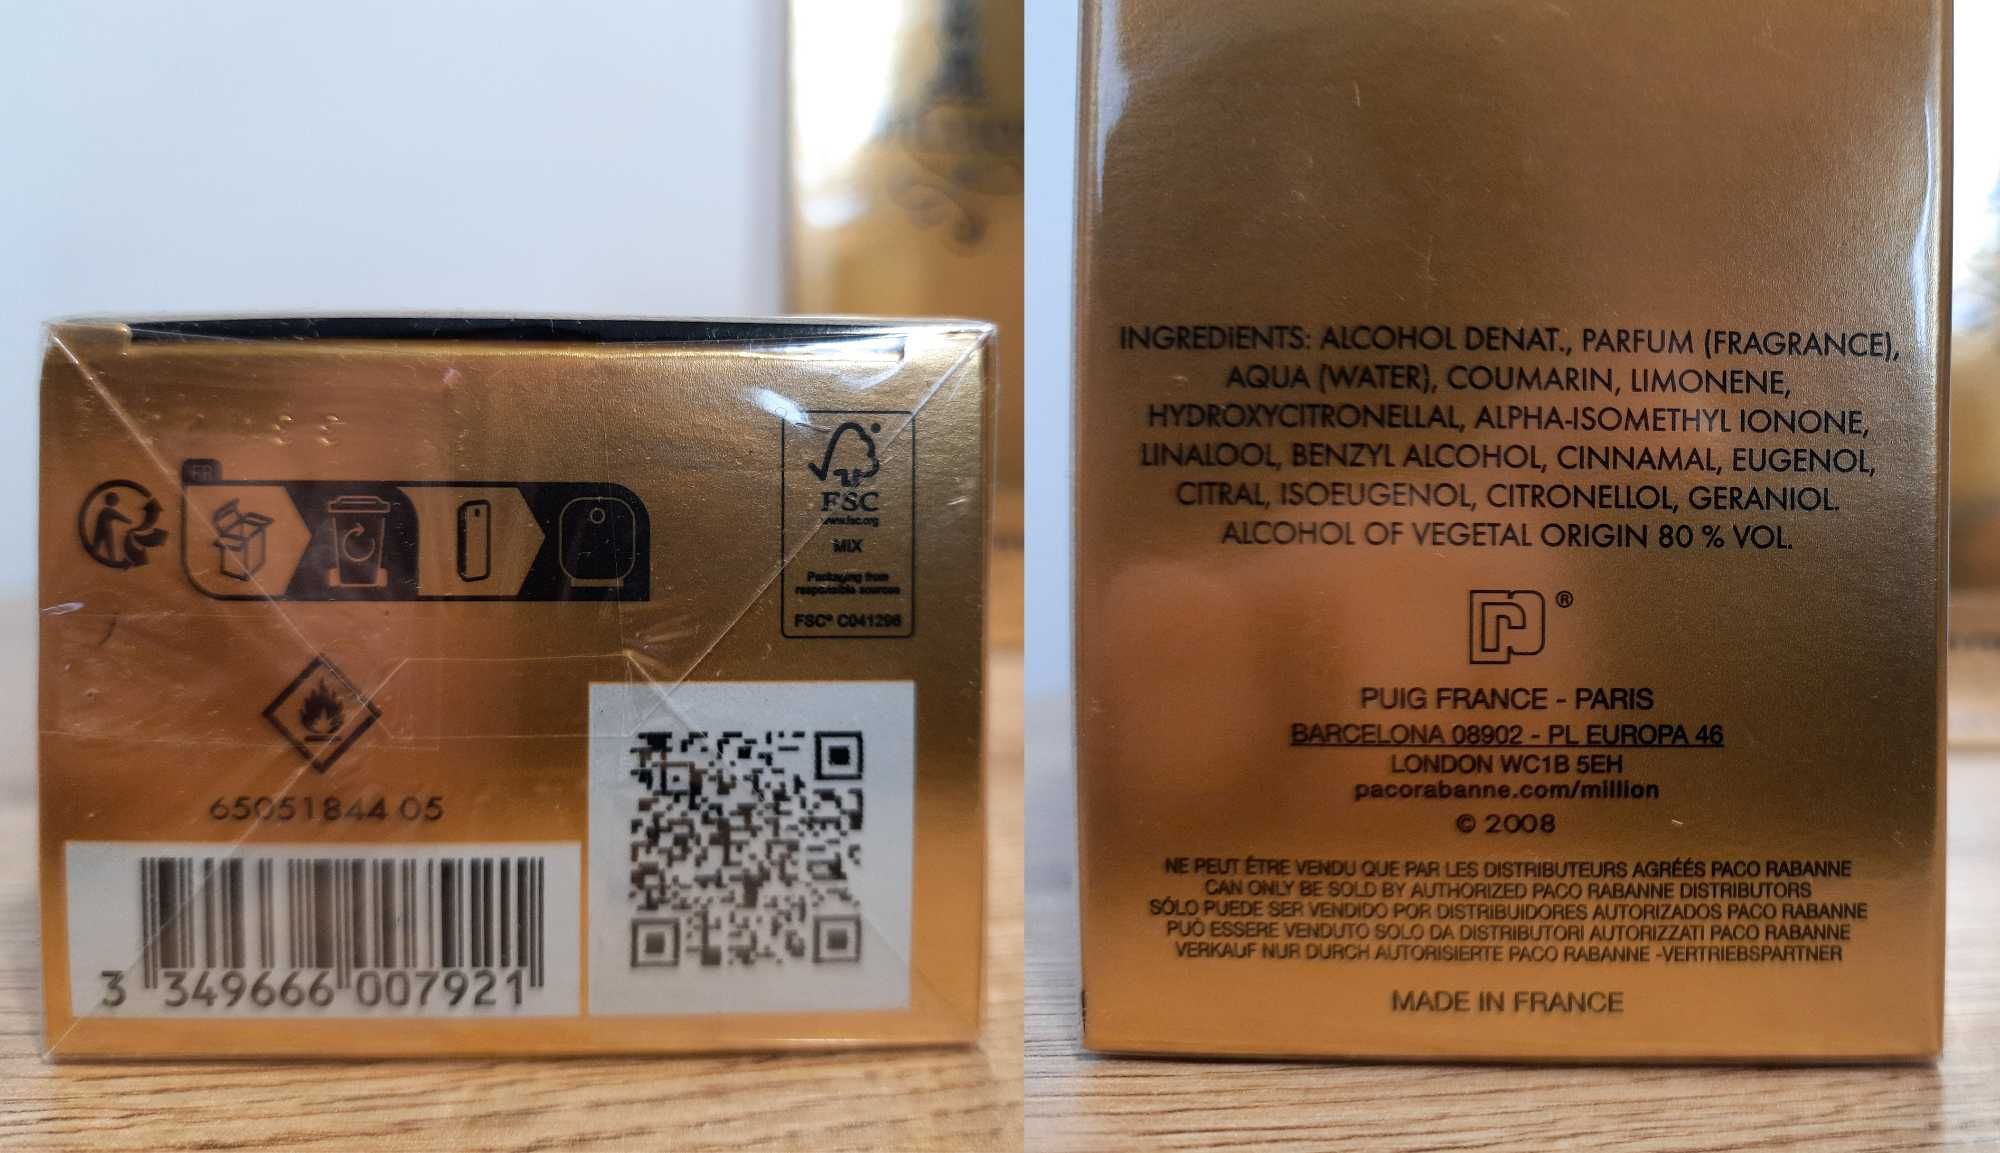 FR
FSC
www.fsc.org
MIX
Packaging from
responsible sources
FSC® C041296
65051844 05
3 349666 007921
INGREDIENTS: ALCOHOL DENAT., PARFUM (FRAGRANCE),
AQUA (WATER), COUMARIN, LIMONENE,
HYDROXYCITRONELLAL, ALPHA-ISOMETHYL IONONE,
LINALOOL, BENZYL ALCOHOL, CINNAMAL, EUGENOL,
CITRAL, ISOEUGENOL, CITRONELLOL, GERANIOL.
ALCOHOL OF VEGETAL ORIGIN 80 % VOL.
®
PUIG FRANCE - PARIS
BARCELONA 08902 - PL EUROPA 46
LONDON WC1B 5EH
pacorabanne.com/million
© 2008
NE PEUT ÊTRE VENDU QUE PAR LES DISTRIBUTEURS AGRÉÉS PACO RABANNE
CAN ONLY BE SOLD BY AUTHORIZED PACO RABANNE DISTRIBUTORS
SÓLO PUEDE SER VENDIDO POR DISTRIBUIDORES AUTORIZADOS PACO RABANNE
PUÒ ESSERE VENDUTO SOLO DA DISTRIBUTORI AUTORIZZATI PACO RABANNE
VERKAUF NUR DURCH AUTORISIERTE PACO RABANNE -VERTRIEBSPARTNER
MADE IN FRANCE